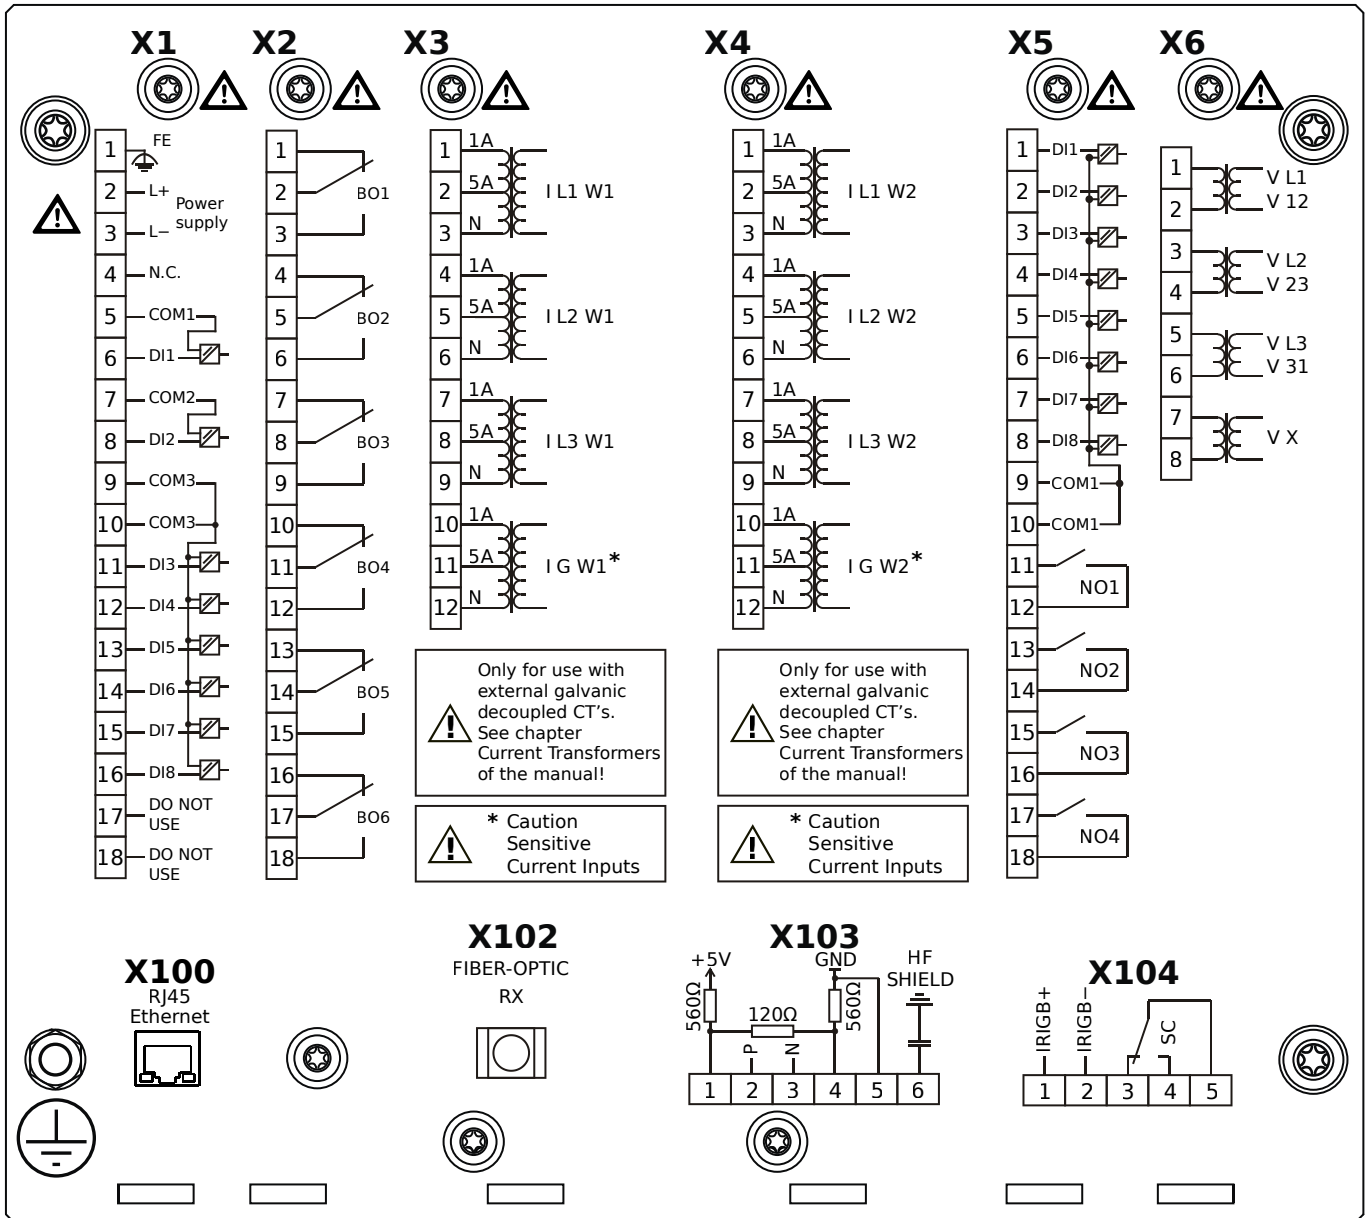 X1
1
FE
2
L+
Power
supply
3
L−
4
N.C.
5
COM1
6
DI1
7
COM2
8
DI2
9
COM3
10
COM3
11
DI3
12
DI4
13
DI5
14
DI6
15
DI7
16
DI8
17
DO NOT
USE
18
DO NOT
USE
X2
1
2
BO1
3
4
5
BO2
6
7
8
BO3
9
10
11
BO4
12
13
14
BO5
15
16
17
BO6
18
X3
1
1A
2
5A
I L1 W1
3
N
4
1A
5
5A
I L2 W1
6
N
7
1A
8
5A
I L3 W1
9
N
10
1A
11
5A
I G W1*
12
N
Only for use with
external galvanic
decoupled CT's.
See chapter
Current Transformers
of the manual!
* Caution
Sensitive
Current Inputs
X4
1
1A
2
5A
I L1 W2
3
N
4
1A
5
5A
I L2 W2
6
N
7
1A
8
5A
I L3 W2
9
N
10
1A
11
5A
I G W2*
12
N
Only for use with
external galvanic
decoupled CT's.
See chapter
Current Transformers
of the manual!
* Caution
Sensitive
Current Inputs
X5
1
DI1
2
DI2
3
DI3
4
DI4
5
DI5
6
DI6
7
DI7
8
DI8
9
COM1
10
COM1
11
NO1
12
13
NO2
14
15
NO3
16
17
NO4
18
X6
1
V L1
V 12
2
3
V L2
V 23
4
5
V L3
V 31
6
7
V X
8
X100
RJ45
Ethernet
X102
FIBER-OPTIC
RX
X103
+5V
GND
HF
SHIELD
560Ω
120Ω
560Ω
P
N
1 2 3 4 5 6
X104
IRIGB+
IRIGB−
SC
1 2 3 4 5